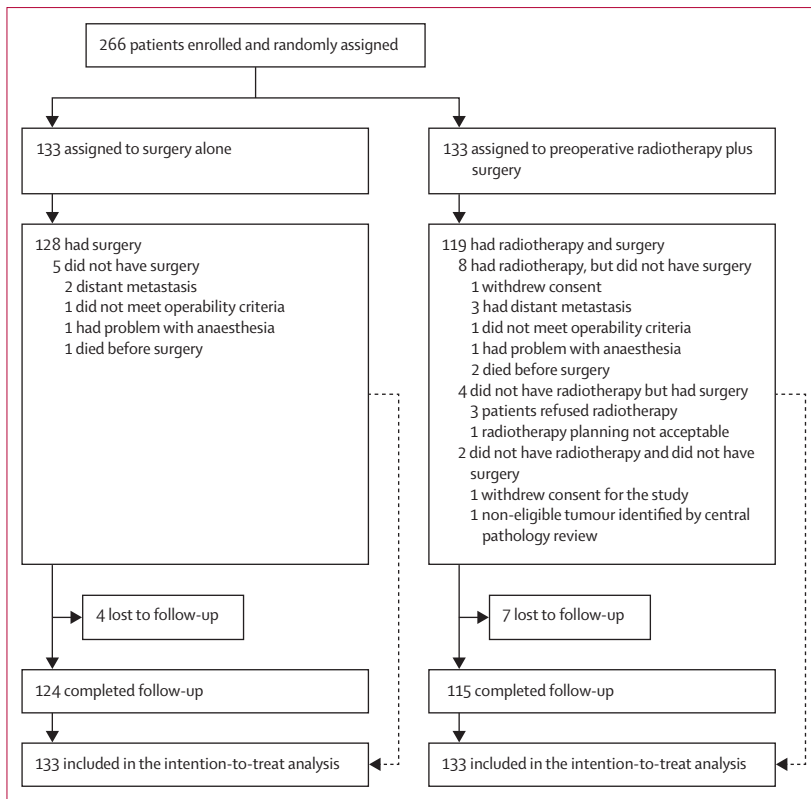 266 patients enrolled and randomly assigned
133 assigned to surgery alone
133 assigned to preoperative radiotherapy plus
surgery
128 had surgery
5 did not have surgery
2 distant metastasis
1 did not meet operability criteria
1 had problem with anaesthesia
1 died before surgery
119 had radiotherapy and surgery
8 had radiotherapy, but did not have surgery
1 withdrew consent
3 had distant metastasis
1 did not meet operability criteria
1 had problem with anaesthesia
2 died before surgery
4 did not have radiotherapy but had surgery
3 patients refused radiotherapy
1 radiotherapy planning not acceptable
2 did not have radiotherapy and did not have
surgery
1 withdrew consent for the study
1 non-eligible tumour identified by central
pathology review
4 lost to follow-up
7 lost to follow-up
124 completed follow-up
115 completed follow-up
133 included in the intention-to-treat analysis
133 included in the intention-to-treat analysis